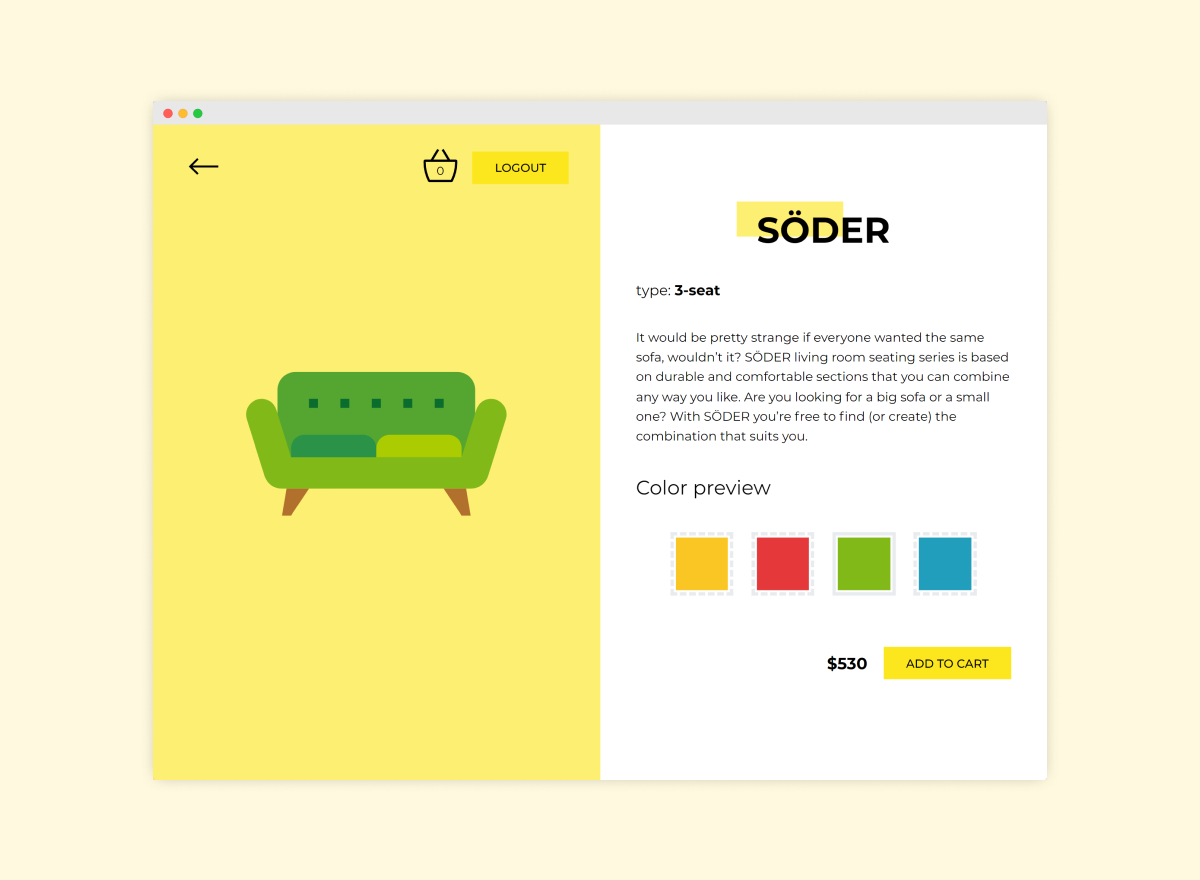 0
LOGOUT
SÖDER
type: 3-seat
It would be pretty strange if everyone wanted the same
sofa, wouldn’t it? SÖDER living room seating series is based
on durable and comfortable sections that you can combine
any way you like. Are you looking for a big sofa or a small
one? With SÖDER you’re free to find (or create) the
combination that suits you.
Color preview
$530
ADD TO CART